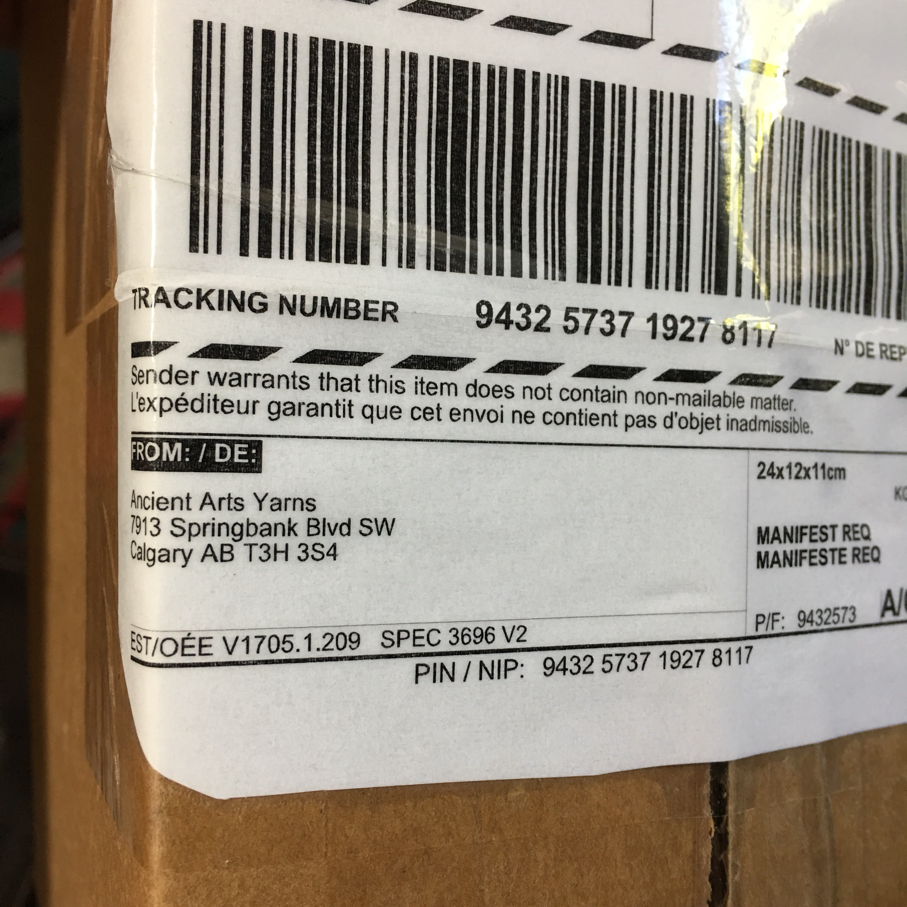 TRACKING NUMBER 9432 5737 1927 8117 N° DE REP
Sender warrants that this item does not contain non-mailable matter.
L'expéditeur garantit que cet envoi ne contient pas d'objet inadmissible.
FROM: / DE:
Ancient Arts Yarns
7913 Springbank Blvd SW
Calgary AB T3H 3S4
24x12x11cm
MANIFEST REQ
MANIFESTE REQ
P/F: 9432573
EST/OÉE V1705.1.209 SPEC 3696 V2
PIN / NIP: 9432 5737 1927 8117